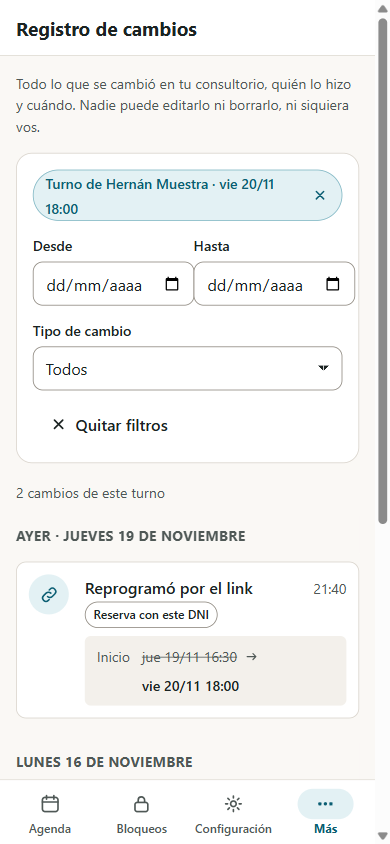 Registro de cambios
Todo lo que se cambió en tu consultorio, quién lo hizo
y cuándo. Nadie puede editarlo ni borrarlo, ni siquiera
vos.
Turno de Hernán Muestra · vie 20/11
18:00
Desde Hasta
dd/mm/aaaa dd/mm/aaaa
Tipo de cambio
Todos
Quitar filtros
2 cambios de este turno
AYER · JUEVES 19 DE NOVIEMBRE
Reprogramó por el link 21:40
Reserva con este DNI
Inicio jue 19/11 16:30 →
vie 20/11 18:00
LUNES 16 DE NOVIEMBRE
Agenda Bloqueos Configuración Más